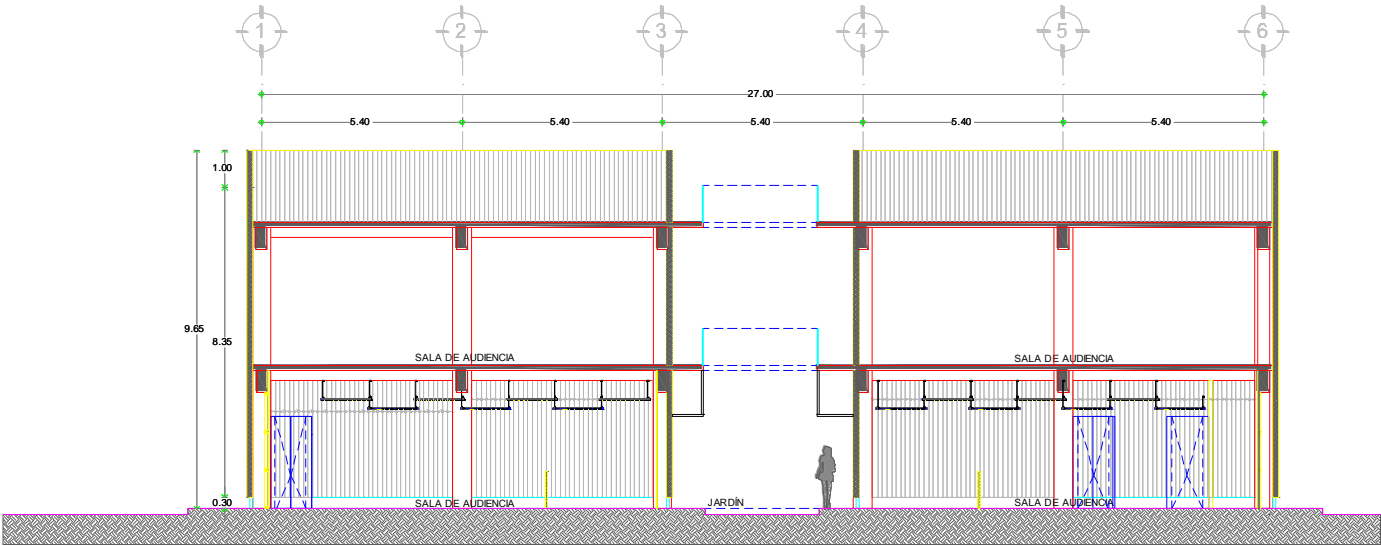 1 2 3 4 5 6
27.00
5.40 5.40 5.40 5.40 5.40
1.00
9.65
8.35
SALA DE AUDIENCIA SALA DE AUDIENCIA
0.30
SALA DE AUDIENCIA JARDÍN SALA DE AUDIENCIA